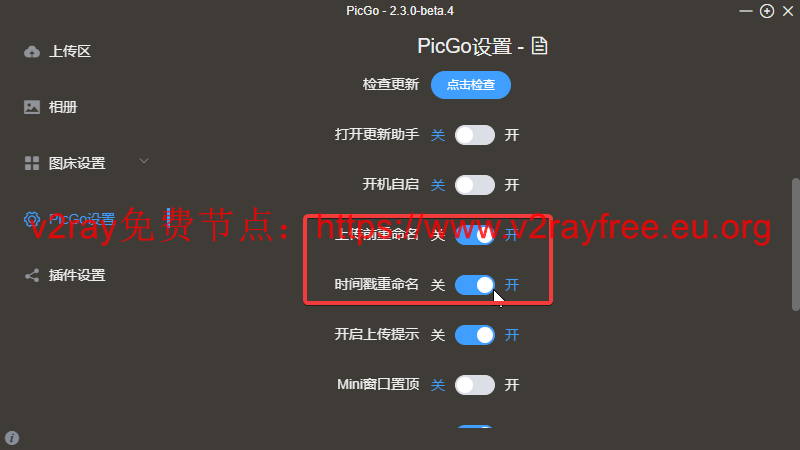 PicGo - 2.3.0-beta.4
PicGo设置 -
上传区
相册
图床设置
PicGo设置
插件设置
检查更新 点击检查
打开更新助手 关 开
开机自启 关 开
上传前重命名 关 开
v2ray免费节点：https://www.v2rayfree.eu.org
时间戳重命名 关 开
开启上传提示 关 开
Mini窗口置顶 关 开